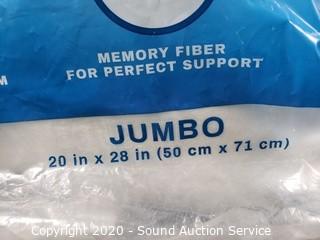 MEMORY FIBER
M
FOR PERFECT SUPPORT
JUMBO
20 in x 28 in (50 cm x 71 cm)
Copyright 2020 - Sound Auction Service